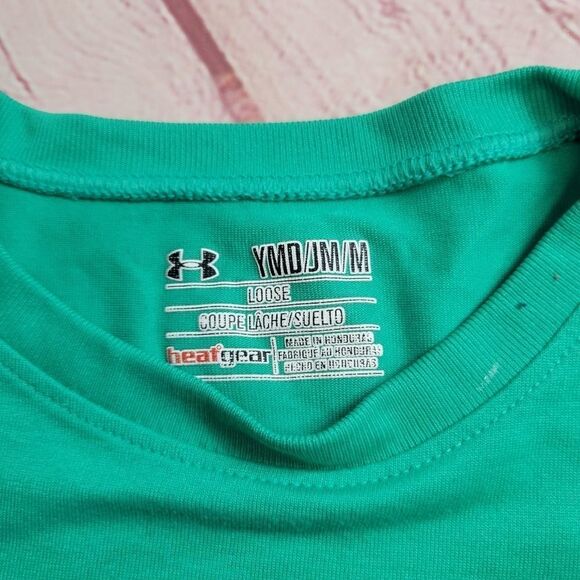 YMD/JM/M
LOOSE
COUPE LÂCHE/SUELTO
heatgear
MADE IN HONDURAS
FABRIQUÉ AU HONDURAS
HECHO EN HONDURAS